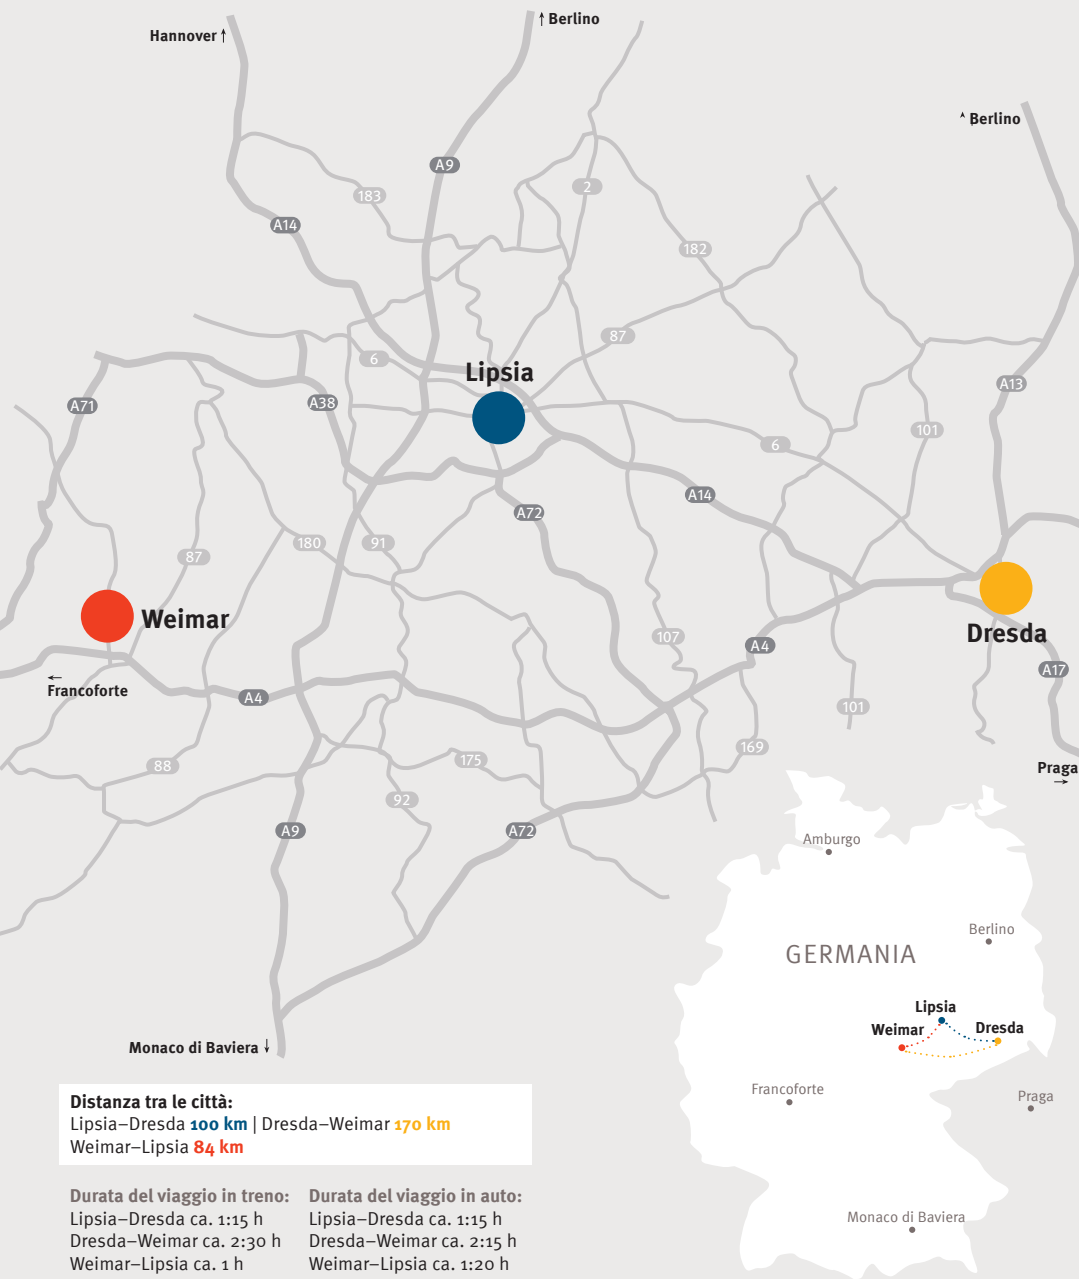 Hannover ↑
↑ Berlino
↑ Berlino
A9
183
2
A14
182
87
6
Lipsia
A13
A71
A38
101
6
A14
A72
87
180
91
Weimar
Dresda
107
A4
A17
←
Francoforte
A4
101
169
88
175
Praga
→
92
A9
A72
Amburgo
Berlino
GERMANIA
Lipsia
Weimar
Dresda
Monaco di Baviera ↓
Francoforte
Praga
Monaco di Baviera
Distanza tra le città:
Lipsia–Dresda 100 km | Dresda–Weimar 170 km
Weimar–Lipsia 84 km
Durata del viaggio in treno:
Lipsia–Dresda ca. 1:15 h
Dresda–Weimar ca. 2:30 h
Weimar–Lipsia ca. 1 h
Durata del viaggio in auto:
Lipsia–Dresda ca. 1:15 h
Dresda–Weimar ca. 2:15 h
Weimar–Lipsia ca. 1:20 h